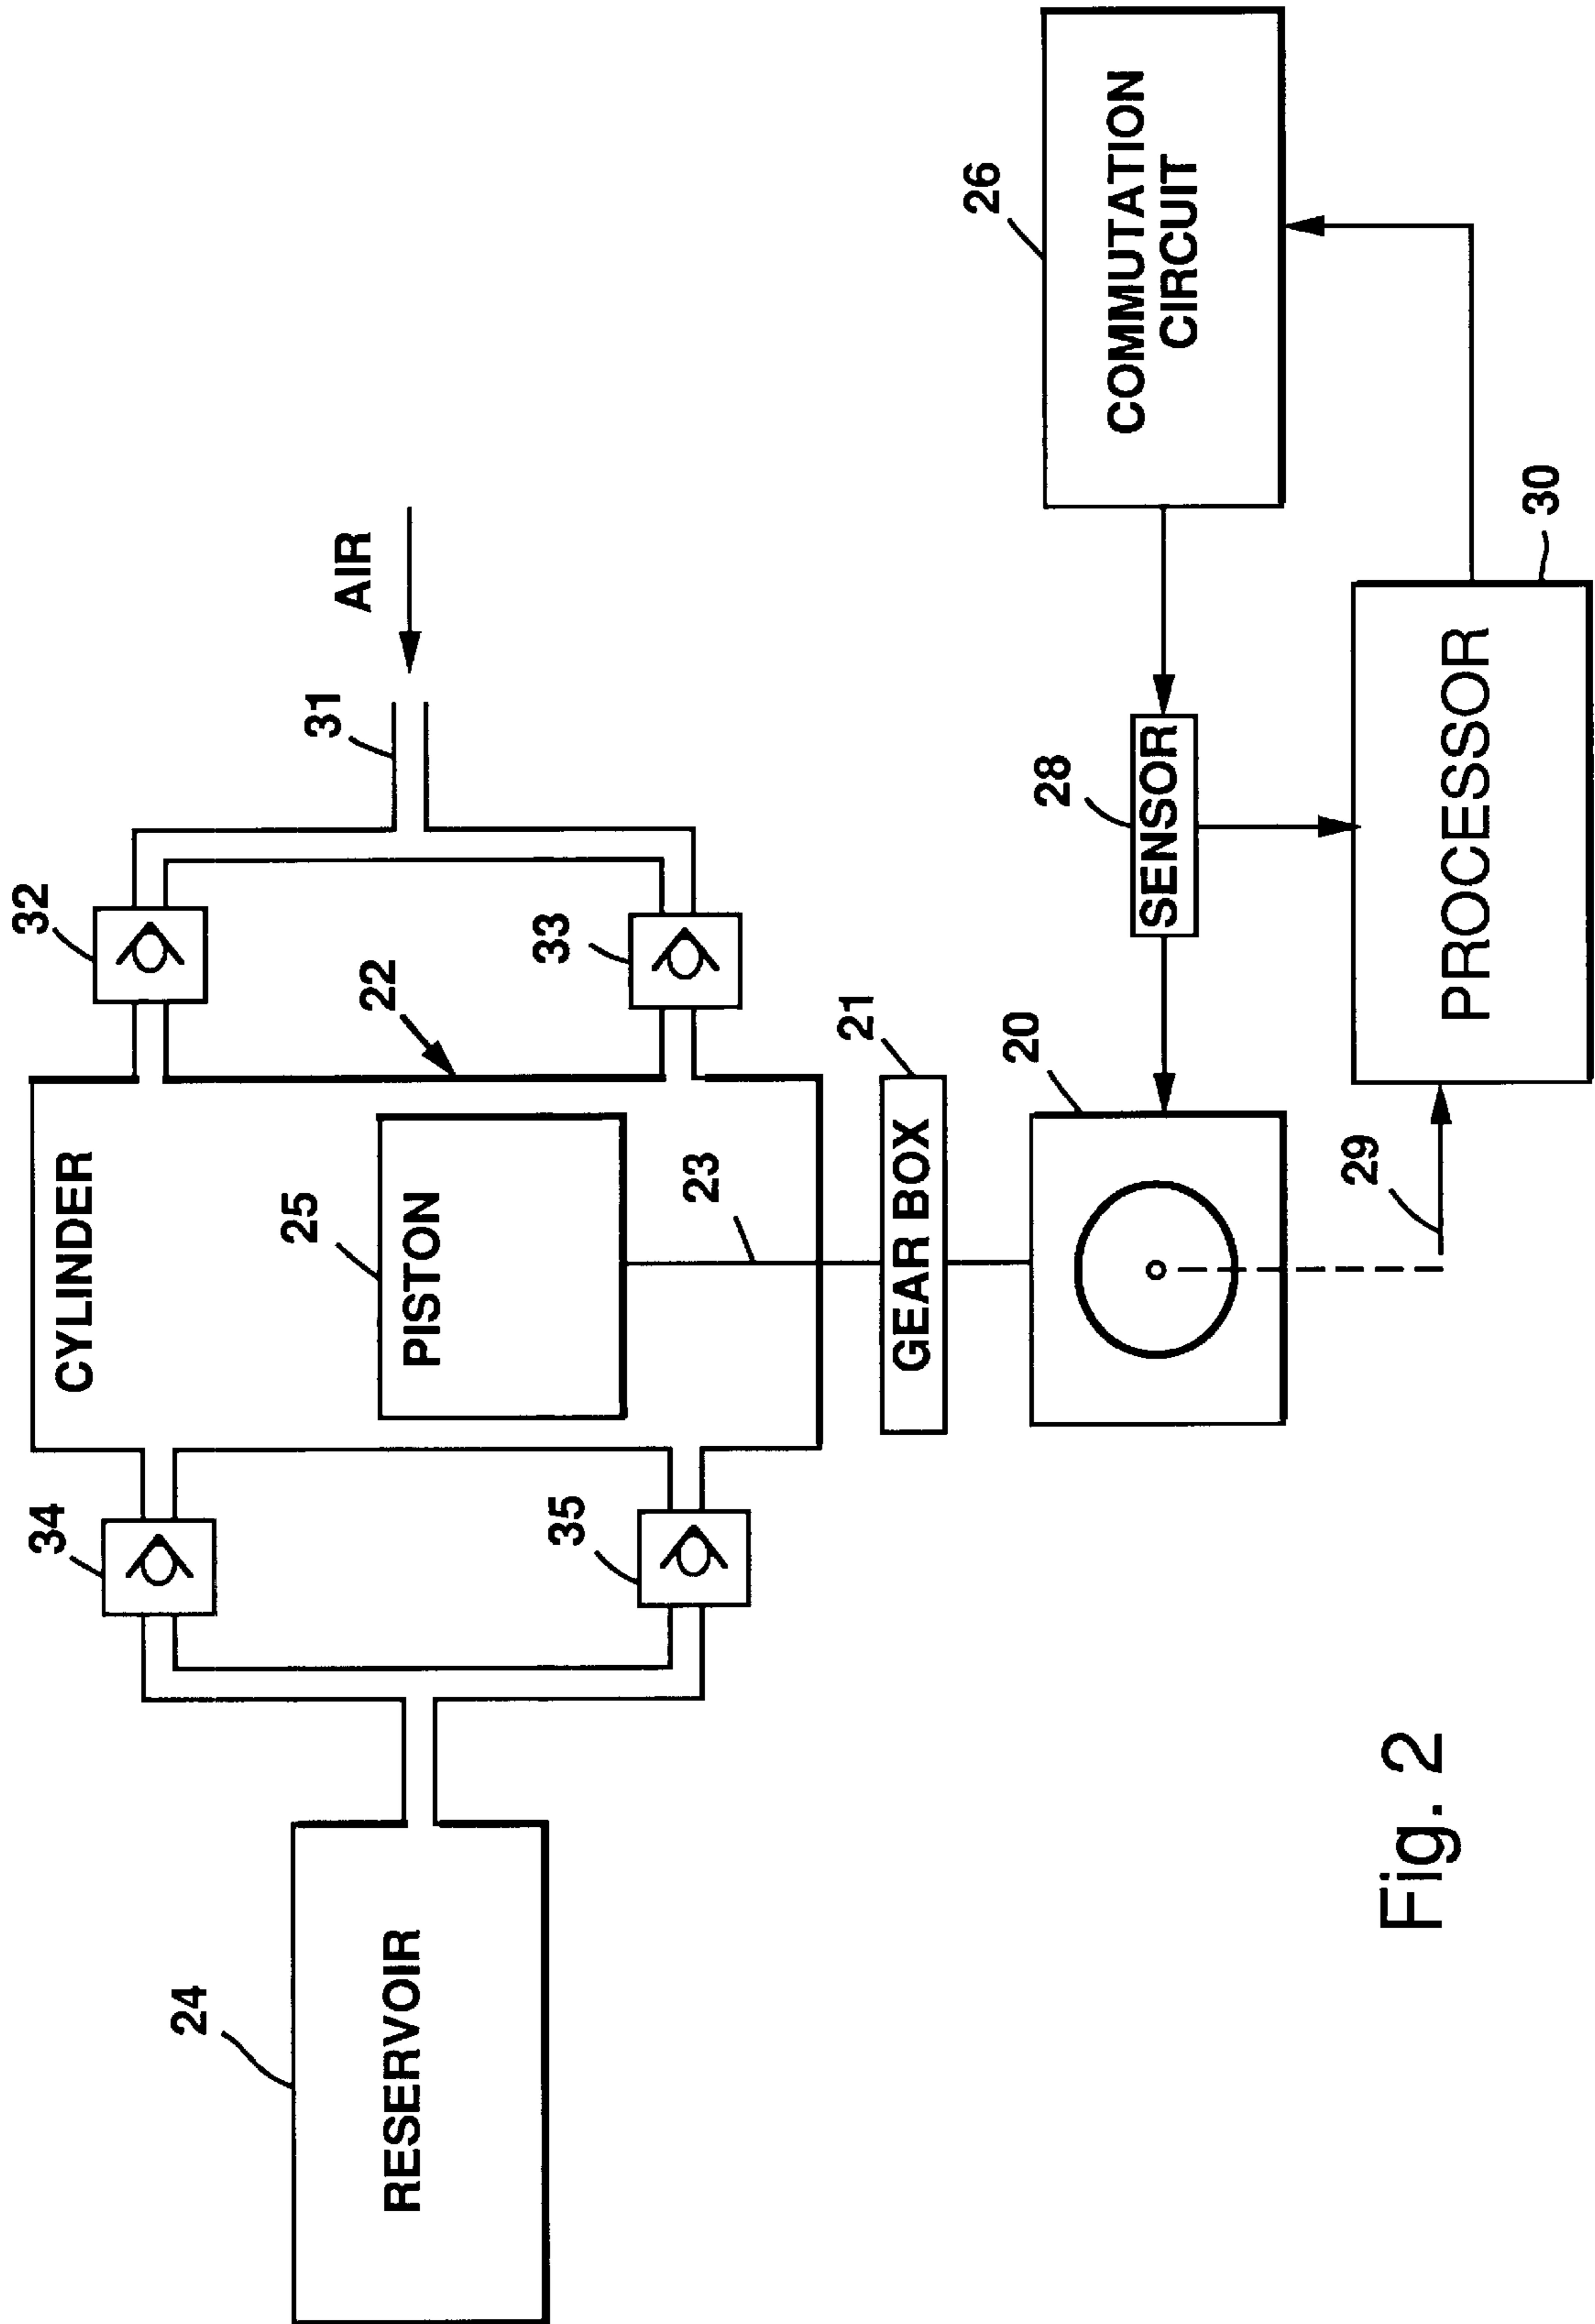 24
RESERVOIR
34
35
CYLINDER
25
PISTON
22
23
32
33
31
AIR
21
GEAR BOX
20
29
28
SENSOR
26
COMMUTATION
CIRCUIT
30
PROCESSOR
Fig. 2